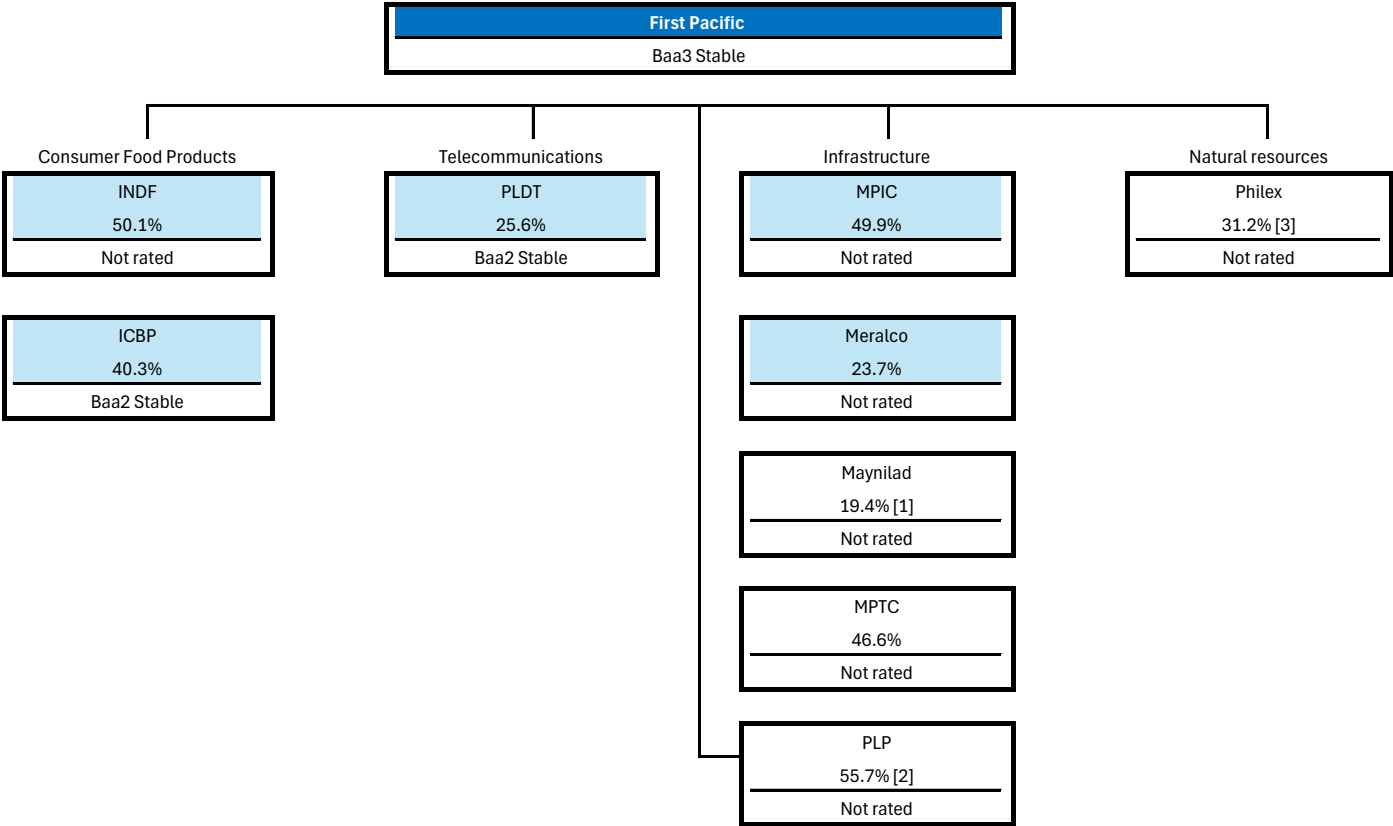 First Pacific
Baa3 Stable
Consumer Food Products
INDF
50.1%
Not rated
ICBP
40.3%
Baa2 Stable
Telecommunications
PLDT
25.6%
Baa2 Stable
Infrastructure
MPIC
49.9%
Not rated
Meralco
23.7%
Not rated
Maynilad
19.4% [1]
Not rated
MPTC
46.6%
Not rated
PLP
55.7% [2]
Not rated
Natural resources
Philex
31.2% [3]
Not rated